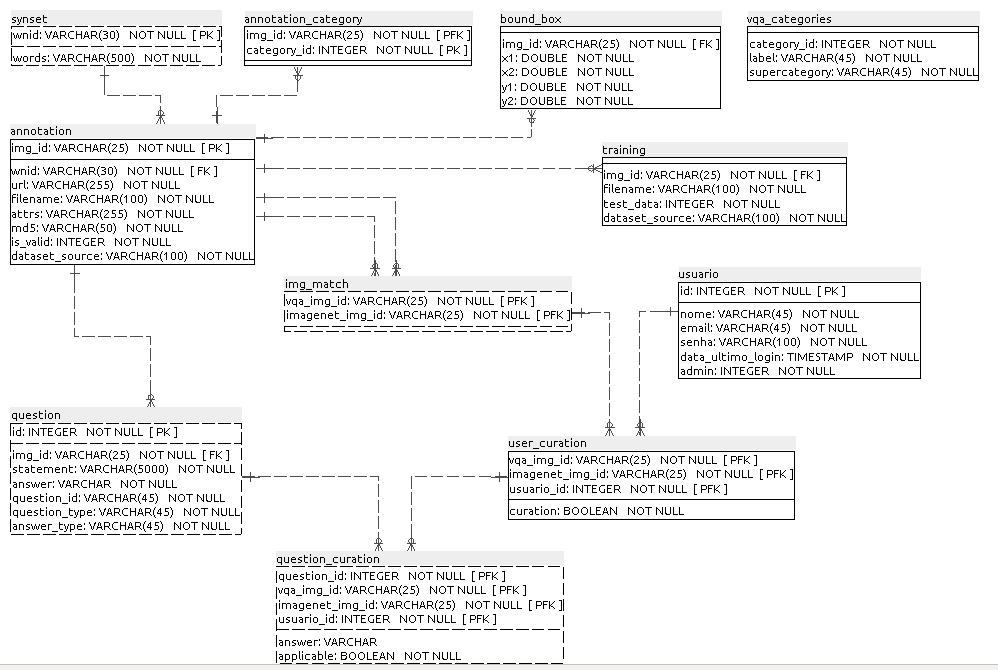 synset
wnid: VARCHAR(30) NOT NULL [ PK ]
words: VARCHAR(500) NOT NULL
annotation_category
img_id: VARCHAR(25) NOT NULL [ PFK ]
category_id: INTEGER NOT NULL [ PK ]
bound_box
img_id: VARCHAR(25) NOT NULL [ FK ]
x1: DOUBLE NOT NULL
x2: DOUBLE NOT NULL
y1: DOUBLE NOT NULL
y2: DOUBLE NOT NULL
vqa_categories
category_id: INTEGER NOT NULL
label: VARCHAR(45) NOT NULL
supercategory: VARCHAR(45) NOT NULL
annotation
img_id: VARCHAR(25) NOT NULL [ PK ]
wnid: VARCHAR(30) NOT NULL [ FK ]
url: VARCHAR(255) NOT NULL
filename: VARCHAR(100) NOT NULL
attrs: VARCHAR(255) NOT NULL
md5: VARCHAR(50) NOT NULL
is_valid: INTEGER NOT NULL
dataset_source: VARCHAR(100) NOT NULL
training
img_id: VARCHAR(25) NOT NULL [ FK ]
filename: VARCHAR(100) NOT NULL
test_data: INTEGER NOT NULL
dataset_source: VARCHAR(100) NOT NULL
img_match
vqa_img_id: VARCHAR(25) NOT NULL [ PFK ]
imagenet_img_id: VARCHAR(25) NOT NULL [ PFK ]
usuario
id: INTEGER NOT NULL [ PK ]
nome: VARCHAR(45) NOT NULL
email: VARCHAR(45) NOT NULL
senha: VARCHAR(100) NOT NULL
data_ultimo_login: TIMESTAMP NOT NULL
admin: INTEGER NOT NULL
question
id: INTEGER NOT NULL [ PK ]
img_id: VARCHAR(25) NOT NULL [ FK ]
statement: VARCHAR(5000) NOT NULL
answer: VARCHAR NOT NULL
question_id: VARCHAR(45) NOT NULL
question_type: VARCHAR(45) NOT NULL
answer_type: VARCHAR(45) NOT NULL
user_curation
vqa_img_id: VARCHAR(25) NOT NULL [ PFK ]
imagenet_img_id: VARCHAR(25) NOT NULL [ PFK ]
usuario_id: INTEGER NOT NULL [ PFK ]
curation: BOOLEAN NOT NULL
question_curation
question_id: INTEGER NOT NULL [ PFK ]
vqa_img_id: VARCHAR(25) NOT NULL [ PFK ]
imagenet_img_id: VARCHAR(25) NOT NULL [ PFK ]
usuario_id: INTEGER NOT NULL [ PFK ]
answer: VARCHAR
applicable: BOOLEAN NOT NULL